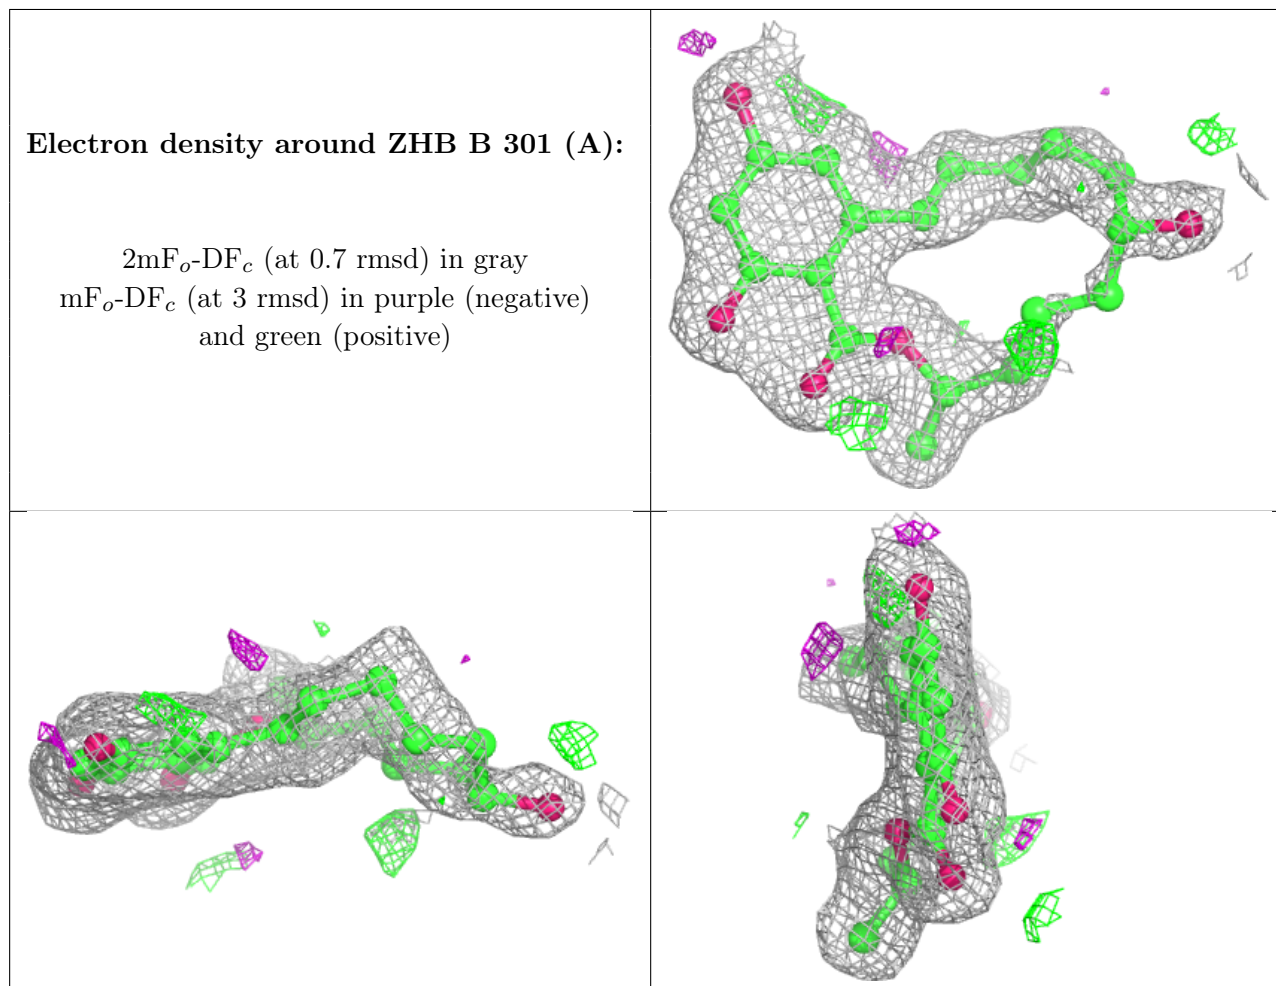 Electron density around ZHB B 301 (A):
2mFo-DFc (at 0.7 rmsd) in gray
mFo-DFc (at 3 rmsd) in purple (negative)
and green (positive)